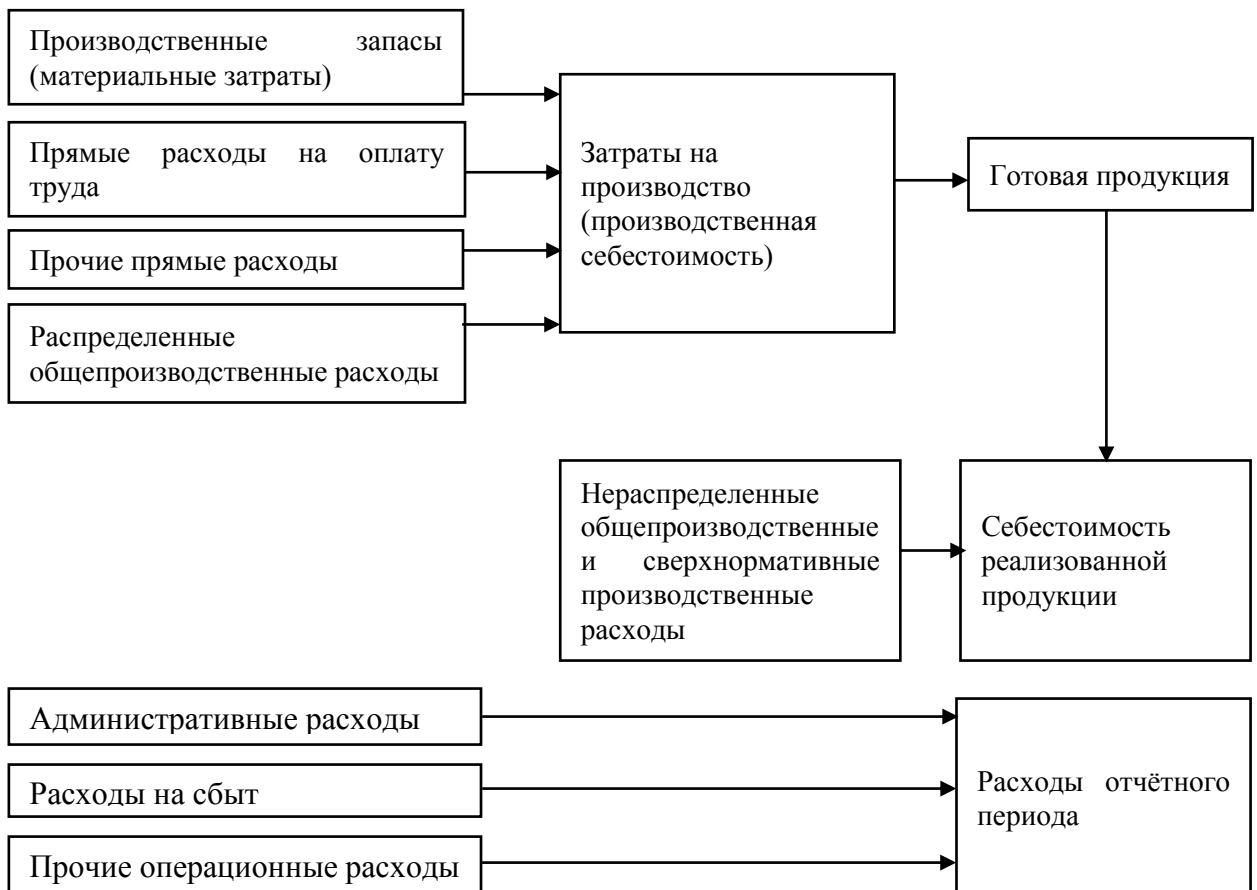 Производственные запасы
(материальные затраты)
Прямые расходы на оплату
труда
Прочие прямые расходы
Распределенные
общепроизводственные расходы
Затраты на
производство
(производственная
себестоимость)
Готовая продукция
Нераспределенные
общепроизводственные
и сверхнормативные
производственные
расходы
Себестоимость
реализованной
продукции
Административные расходы
Расходы на сбыт
Прочие операционные расходы
Расходы отчётного
периода